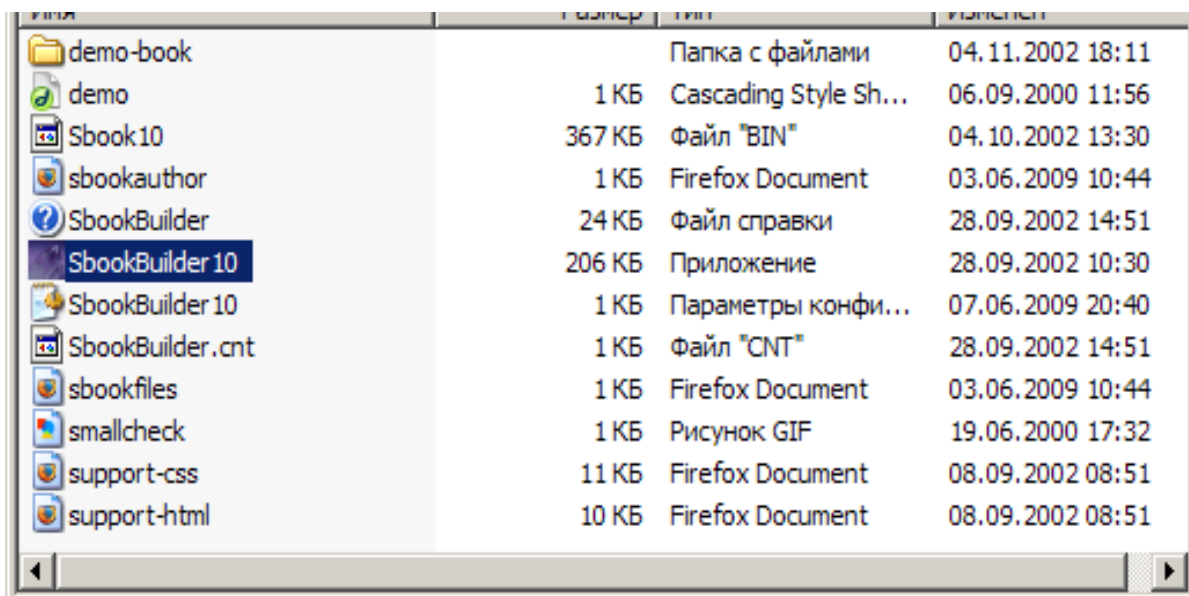 Имя Размер Тип Изменен
demo-book Папка с файлами 04.11.2002 18:11
demo 1 КБ Cascading Style Sh... 06.09.2000 11:56
Sbook10 367 КБ Файл "BIN" 04.10.2002 13:30
sbookauthor 1 КБ Firefox Document 03.06.2009 10:44
SbookBuilder 24 КБ Файл справки 28.09.2002 14:51
SbookBuilder10 206 КБ Приложение 28.09.2002 10:30
SbookBuilder10 1 КБ Параметры конфи... 07.06.2009 20:40
SbookBuilder.cnt 1 КБ Файл "CNT" 28.09.2002 14:51
sbookfiles 1 КБ Firefox Document 03.06.2009 10:44
smallcheck 1 КБ Рисунок GIF 19.06.2000 17:32
support-css 11 КБ Firefox Document 08.09.2002 08:51
support-html 10 КБ Firefox Document 08.09.2002 08:51